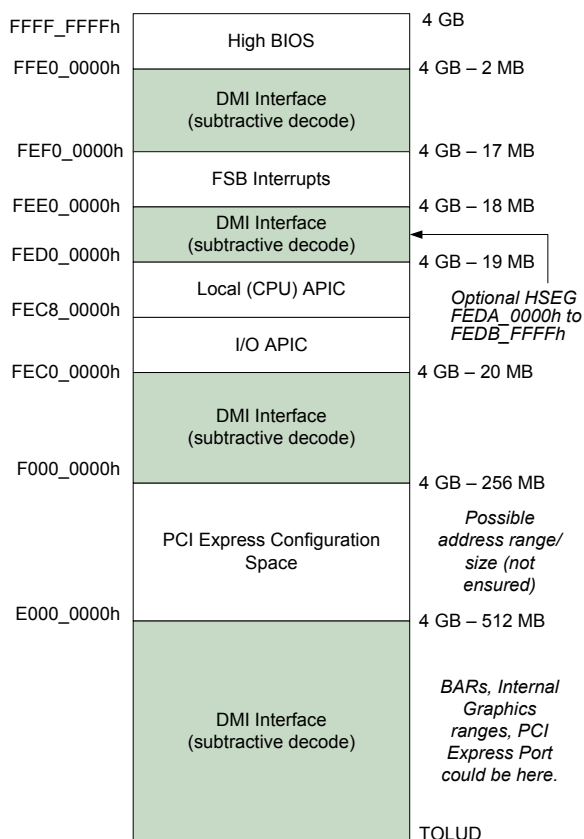 FFFF_FFFFh
4 GB
High BIOS
FFE0_0000h
4 GB – 2 MB
DMI Interface
(subtractive decode)
FEF0_0000h
4 GB – 17 MB
FSB Interrupts
FEE0_0000h
4 GB – 18 MB
DMI Interface
(subtractive decode)
FED0_0000h
4 GB – 19 MB
Optional HSEG
FEDA_0000h to
FEDB_FFFFh
Local (CPU) APIC
FEC8_0000h
I/O APIC
FEC0_0000h
4 GB – 20 MB
DMI Interface
(subtractive decode)
F000_0000h
4 GB – 256 MB
PCI Express Configuration
Space
Possible
address range/
size (not
ensured)
E000_0000h
4 GB – 512 MB
DMI Interface
(subtractive decode)
BARs, Internal
Graphics
ranges, PCI
Express Port
could be here.
TOLUD